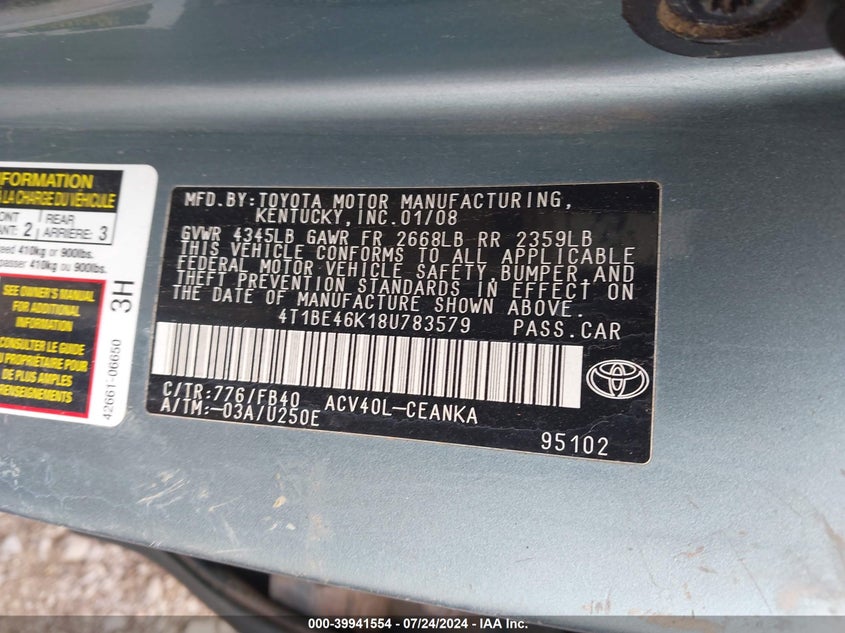 INFORMATION
À LA CHARGE DU VÉHICULE
REAR
2 ARRIÈRE: 3
410kg or 900lbs.
410kg ou 900lbs.
SEE OWNER'S MANUAL
FOR ADDITIONAL
INFORMATION
CONSULTER LE GUIDE
DU PROPRIÉTAIRE POUR
DE PLUS AMPLES
RENSEIGNEMENTS
3H
42661-06650
MFD.BY:TOYOTA MOTOR MANUFACTURING,
KENTUCKY,INC.01/08
GVWR 4345LB GAWR FR 2668LB RR 2359LB
THIS VEHICLE CONFORMS TO ALL APPLICABLE
FEDERAL MOTOR VEHICLE SAFETY,BUMPER,AND
THEFT PREVENTION STANDARDS IN EFFECT ON
THE DATE OF MANUFACTURE SHOWN ABOVE.
4T1BE46K18U783579 PASS.CAR
C/TR:776/FB40 ACV40L-CEANKA
A/TM:-03A/U250E
95102
000-39941554 - 07/24/2024 - IAA Inc.